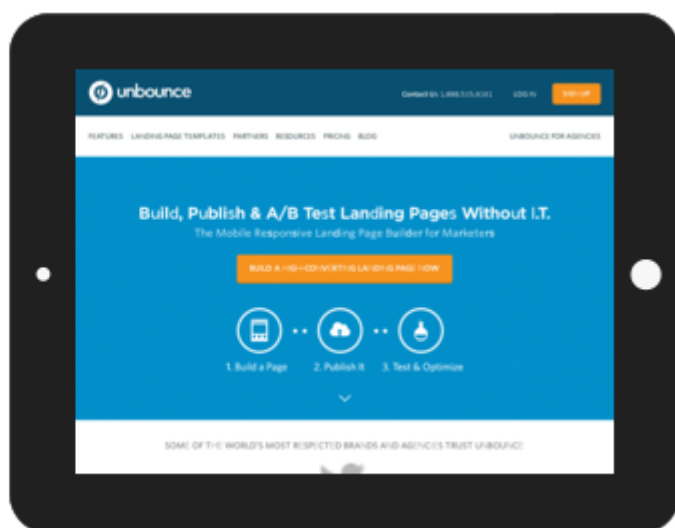 unbounce
Contact Us 1.888.515.9161 LOG IN SIGN UP
FEATURES LANDING PAGE TEMPLATES PARTNERS RESOURCES PRICING BLOG UNBOUNCE FOR AGENCIES
Build, Publish & A/B Test Landing Pages Without I.T.
The Mobile Responsive Landing Page Builder for Marketers
BUILD A HIGH-CONVERTING LANDING PAGE NOW
1. Build a Page 2. Publish It 3. Test & Optimize
SOME OF THE WORLD'S MOST RESPECTED BRANDS AND AGENCIES TRUST UNBOUNCE